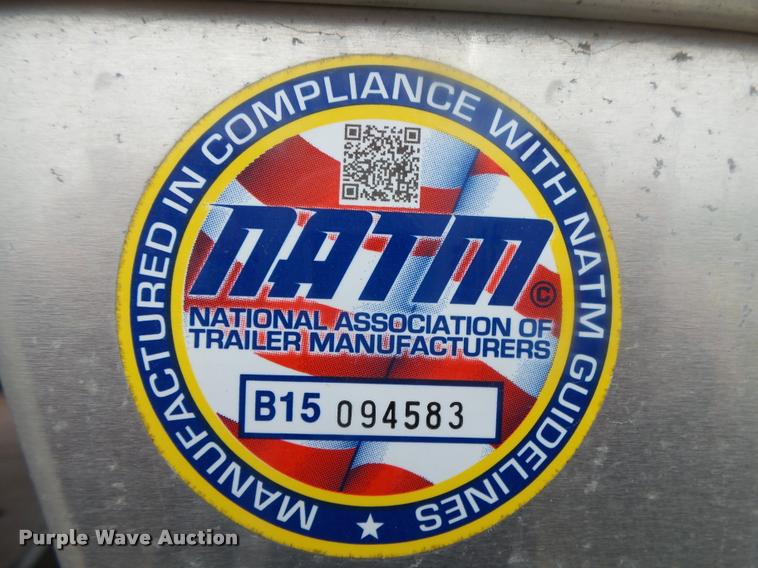 MANUFACTURED IN COMPLIANCE WITH NATM GUIDELINES
NATM ©
NATIONAL ASSOCIATION OF
TRAILER MANUFACTURERS
B15 094583
Purple Wave Auction